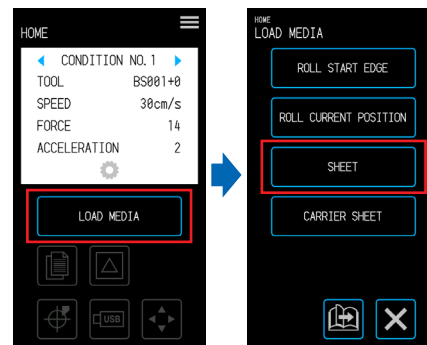 HOME
CONDITION NO.1
TOOL BS001+0
SPEED 30cm/s
FORCE 14
ACCELERATION 2
LOAD MEDIA
USB
HOME
LOAD MEDIA
ROLL START EDGE
ROLL CURRENT POSITION
SHEET
CARRIER SHEET